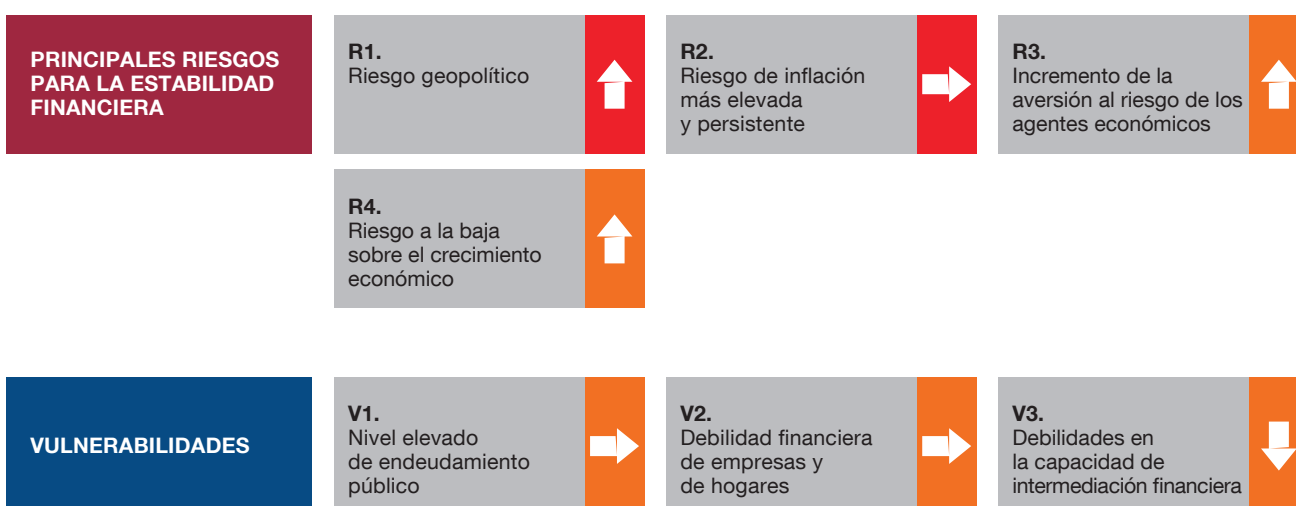 PRINCIPALES RIESGOS
PARA LA ESTABILIDAD
FINANCIERA
R1.
Riesgo geopolítico
R2.
Riesgo de inflación
más elevada
y persistente
R3.
Incremento de la
aversión al riesgo de los
agentes económicos
R4.
Riesgo a la baja
sobre el crecimiento
económico
VULNERABILIDADES
V1.
Nivel elevado
de endeudamiento
público
V2.
Debilidad financiera
de empresas y
de hogares
V3.
Debilidades en
la capacidad de
intermediación financiera